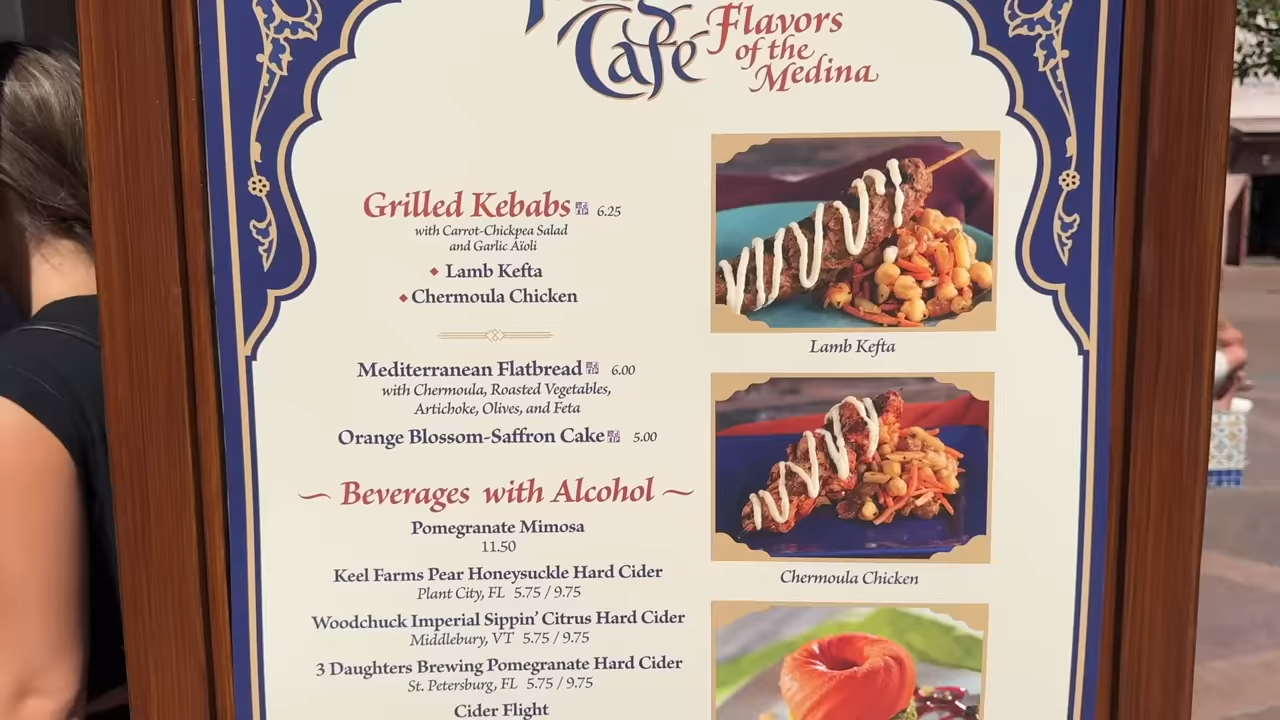 Café Flavors
of the
Medina
Grilled Kebabs 6.25
with Carrot-Chickpea Salad
and Garlic Aïoli
Lamb Kefta
Chermoula Chicken
Mediterranean Flatbread 6.00
with Chermoula, Roasted Vegetables,
Artichoke, Olives, and Feta
Orange Blossom-Saffron Cake 5.00
~ Beverages with Alcohol ~
Pomegranate Mimosa
11.50
Keel Farms Pear Honeysuckle Hard Cider
Plant City, FL 5.75 / 9.75
Woodchuck Imperial Sippin' Citrus Hard Cider
Middlebury, VT 5.75 / 9.75
3 Daughters Brewing Pomegranate Hard Cider
St. Petersburg, FL 5.75 / 9.75
Cider Flight
Lamb Kefta
Chermoula Chicken